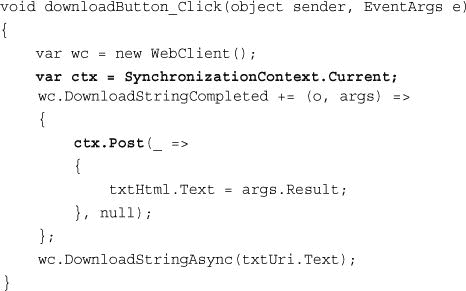 void downloadButton_Click(object sender, EventArgs e)
{
    var wc = new WebClient();
    var ctx = SynchronizationContext.Current;
    wc.DownloadStringCompleted += (o, args) =>
    {
        ctx.Post(_ =>
        {
            txtHtml.Text = args.Result;
        }, null);
    };
    wc.DownloadStringAsync(txtUri.Text);
}